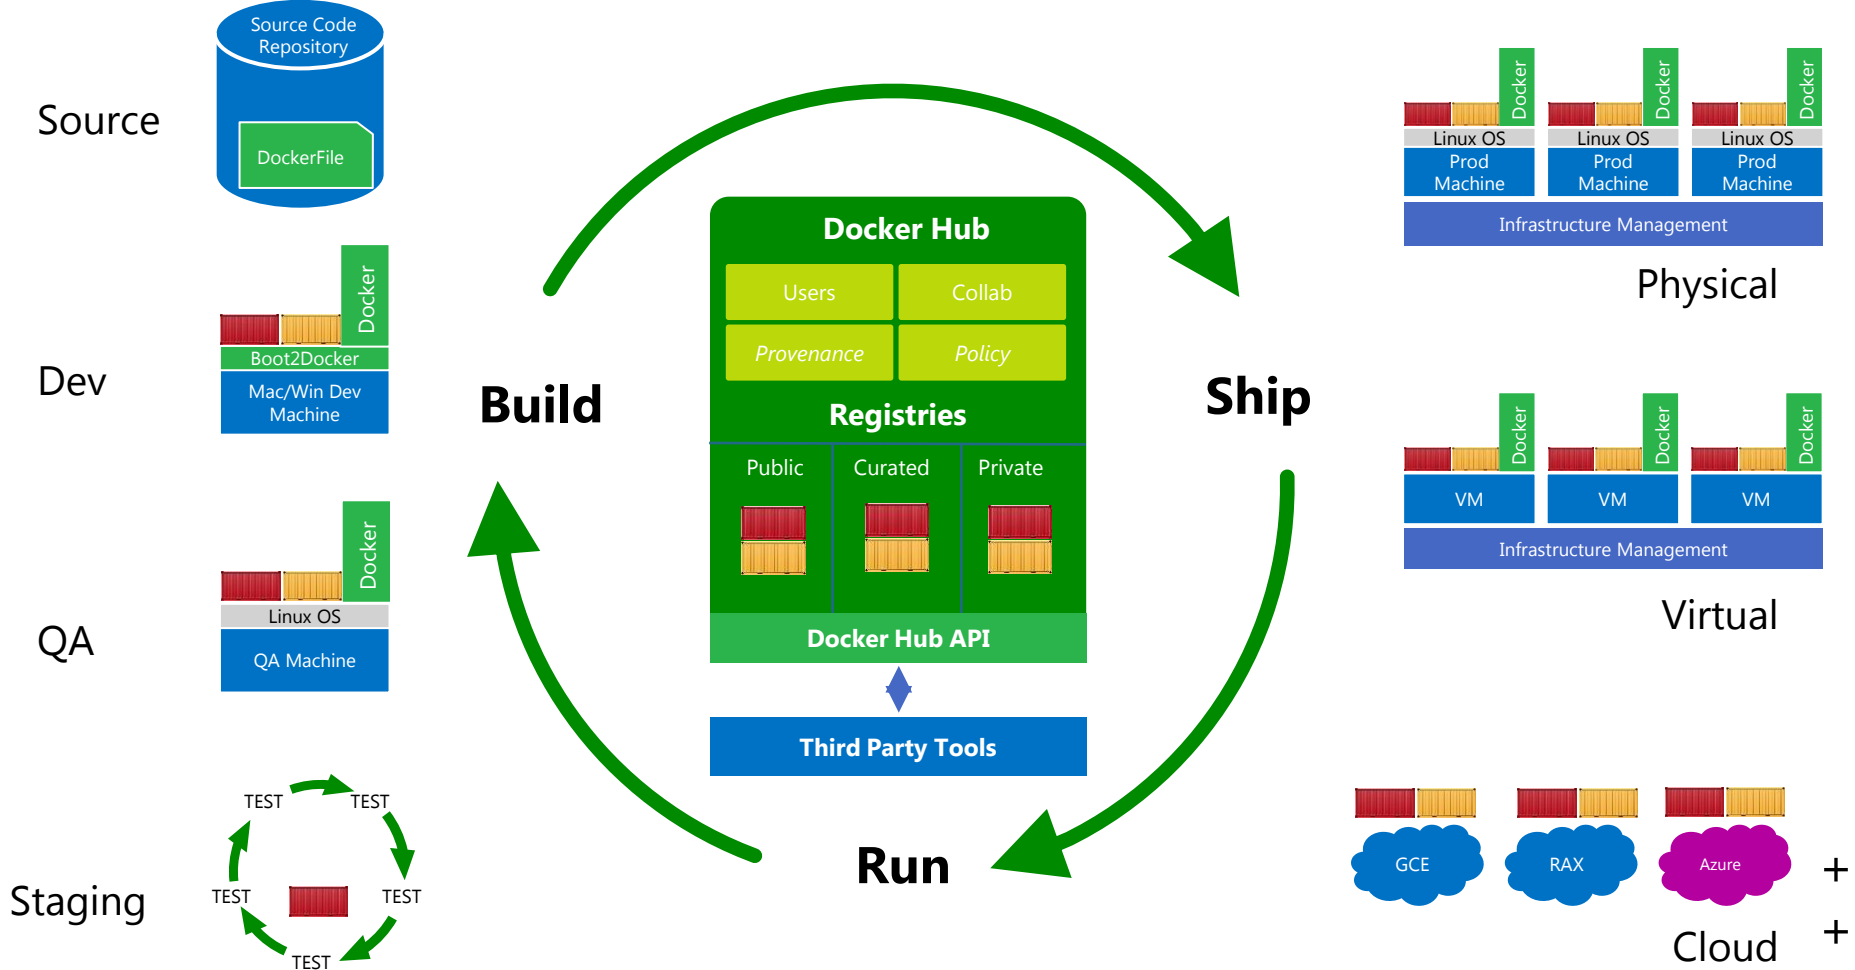 Source
Source Code
Repository
DockerFile
Dev
Docker
Boot2Docker
Mac/Win Dev
Machine
QA
Docker
Linux OS
QA Machine
Staging
TEST
TEST
TEST
TEST
TEST
Build
Ship
Run
Docker Hub
Users
Collab
Provenance
Policy
Registries
Public
Curated
Private
Docker Hub API
Third Party Tools
Docker
Docker
Docker
Linux OS
Linux OS
Linux OS
Prod
Machine
Prod
Machine
Prod
Machine
Infrastructure Management
Physical
Docker
Docker
Docker
VM
VM
VM
Infrastructure Management
Virtual
GCE
RAX
Azure
+
+
Cloud